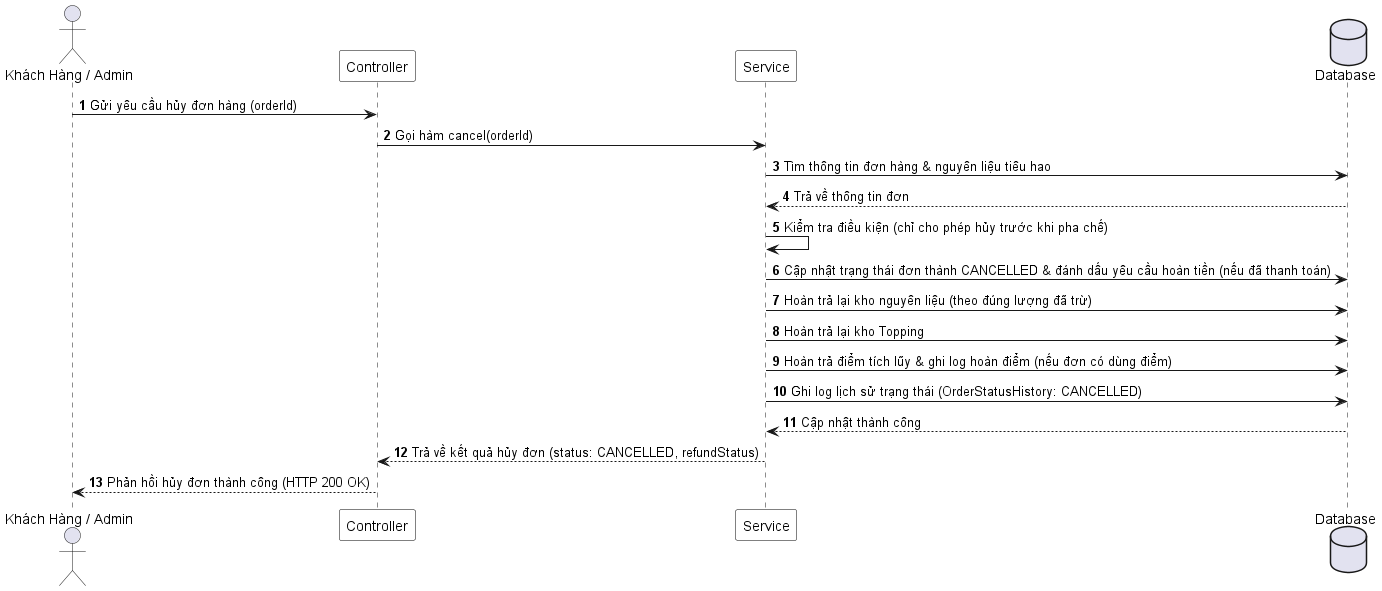 Khách Hàng / Admin
Controller
Service
Database
1 Gửi yêu cầu hủy đơn hàng (orderId)
2 Gọi hàm cancel(orderId)
3 Tìm thông tin đơn hàng & nguyên liệu tiêu hao
4 Trả về thông tin đơn
5 Kiểm tra điều kiện (chỉ cho phép hủy trước khi pha chế)
6 Cập nhật trạng thái đơn thành CANCELLED & đánh dấu yêu cầu hoàn tiền (nếu đã thanh toán)
7 Hoàn trả lại kho nguyên liệu (theo đúng lượng đã trừ)
8 Hoàn trả lại kho Topping
9 Hoàn trả điểm tích lũy & ghi log hoàn điểm (nếu đơn có dùng điểm)
10 Ghi log lịch sử trạng thái (OrderStatusHistory: CANCELLED)
11 Cập nhật thành công
12 Trả về kết quả hủy đơn (status: CANCELLED, refundStatus)
13 Phản hồi hủy đơn thành công (HTTP 200 OK)
Khách Hàng / Admin
Controller
Service
Database